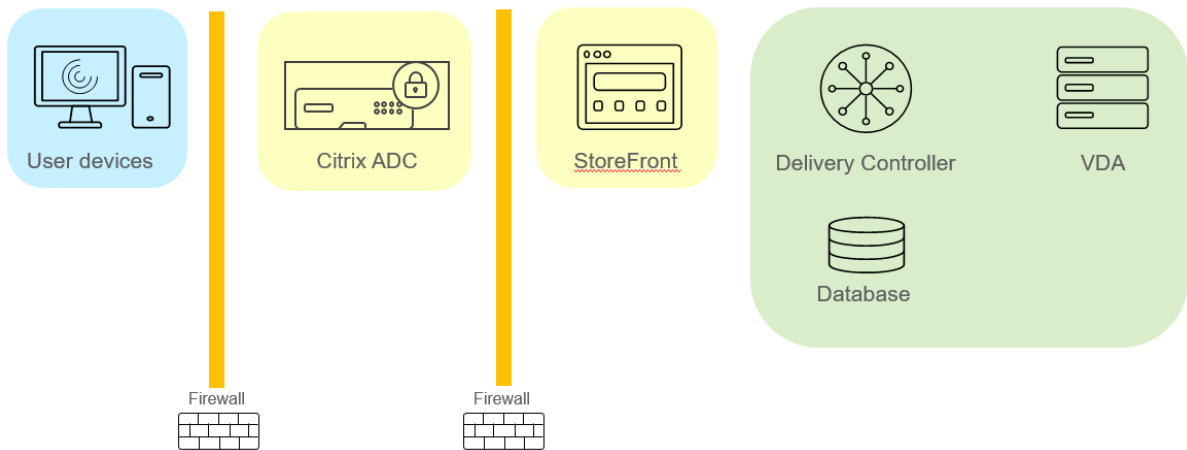 User devices
Citrix ADC
StoreFront
Delivery Controller
VDA
Database
Firewall
Firewall